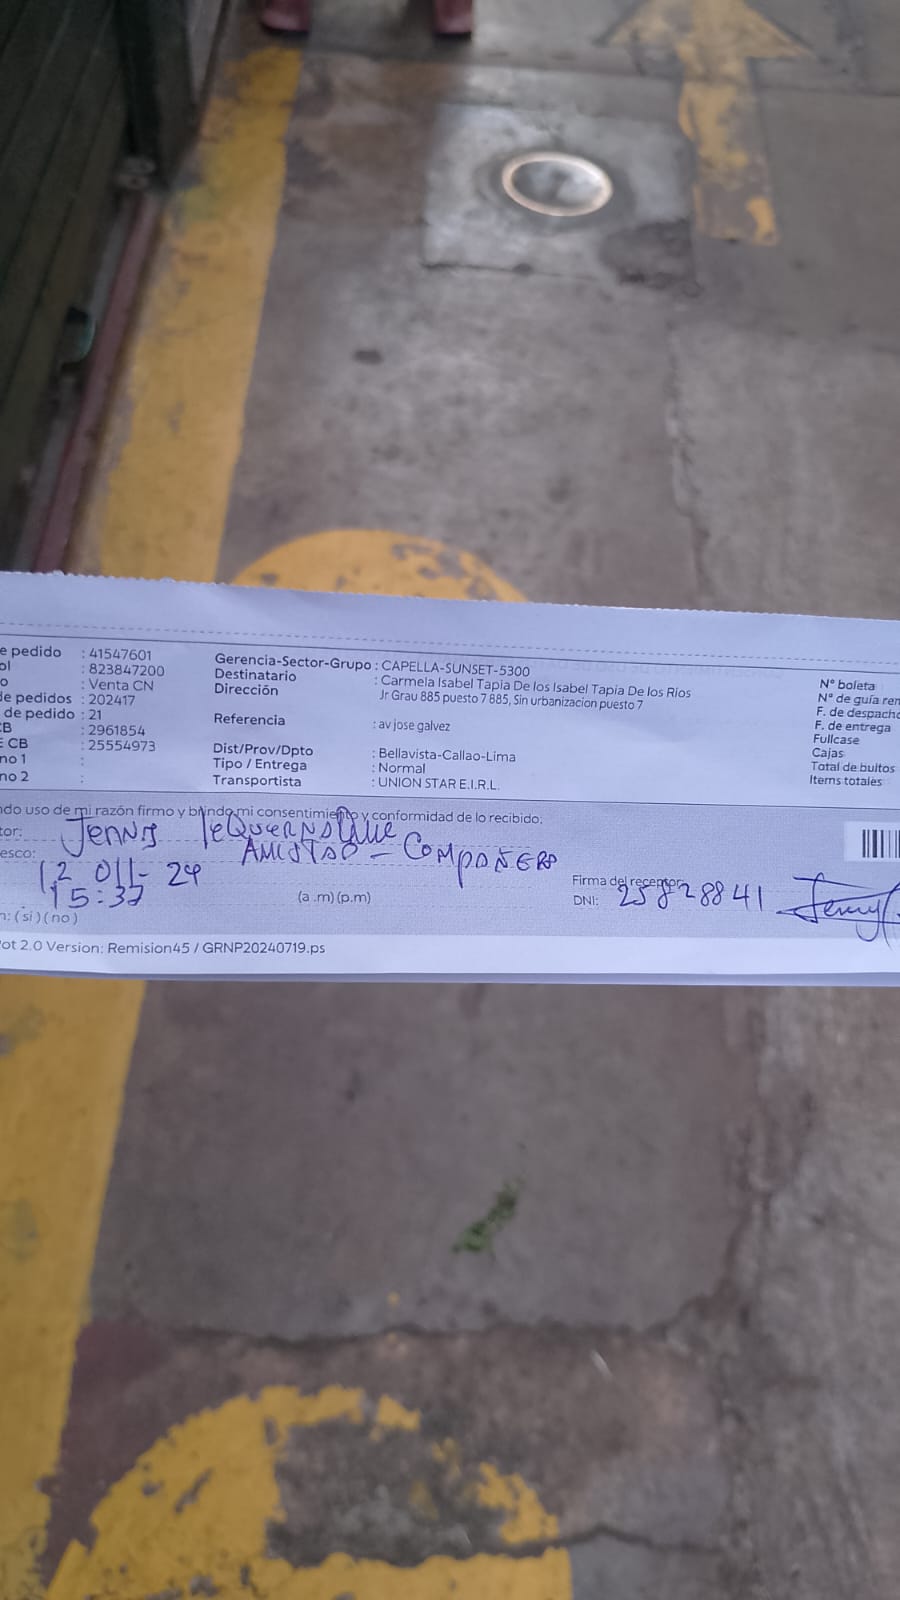 e pedido : 41547601
ol : 823847200
o : Venta CN
de pedidos : 202417
de pedido : 21
CB : 2961854
E CB : 25554973
no 1 :
no 2 :
Gerencia-Sector-Grupo : CAPELLA-SUNSET-5300
Destinatario : Carmela Isabel Tapia De los Isabel Tapia De los Rios
Dirección Jr Grau 885 puesto 7 885, Sin urbanizacion puesto 7
Referencia : av jose galvez
Dist/Prov/Dpto : Bellavista-Callao-Lima
Tipo / Entrega : Normal
Transportista : UNION STAR E.I.R.L.
N° boleta
N° de guía ren
F. de despacho
F. de entrega
Fullcase
Cajas
Total de bultos
Items totales
ndo uso de mi razón firmo y brindo mi consentimiento y conformidad de lo recibido:
tor: Jenny
esco: AMISTAD - COMPAÑERA
12 011- 24
15:37 (a.m)(p.m)
n: (si)(no)
Firma del receptor:
DNI: 25828841
ot 2.0 Version: Remision45 / GRNP20240719.ps